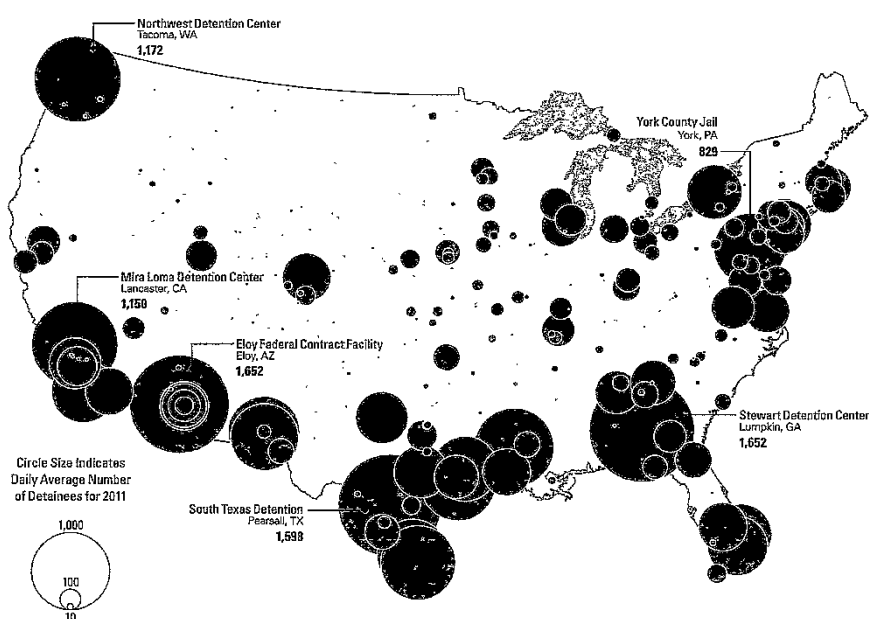 Northwest Detention Center
Tacoma, WA
1,172
York County Jail
York, PA
829
Mira Loma Detention Center
Lancaster, CA
1,150
Eloy Federal Contract Facility
Eloy, AZ
1,652
Stewart Detention Center
Lumpkin, GA
1,652
South Texas Detention
Pearsall, TX
1,598
Circle Size Indicates
Daily Average Number
of Detainees for 2011
1,000
100
10